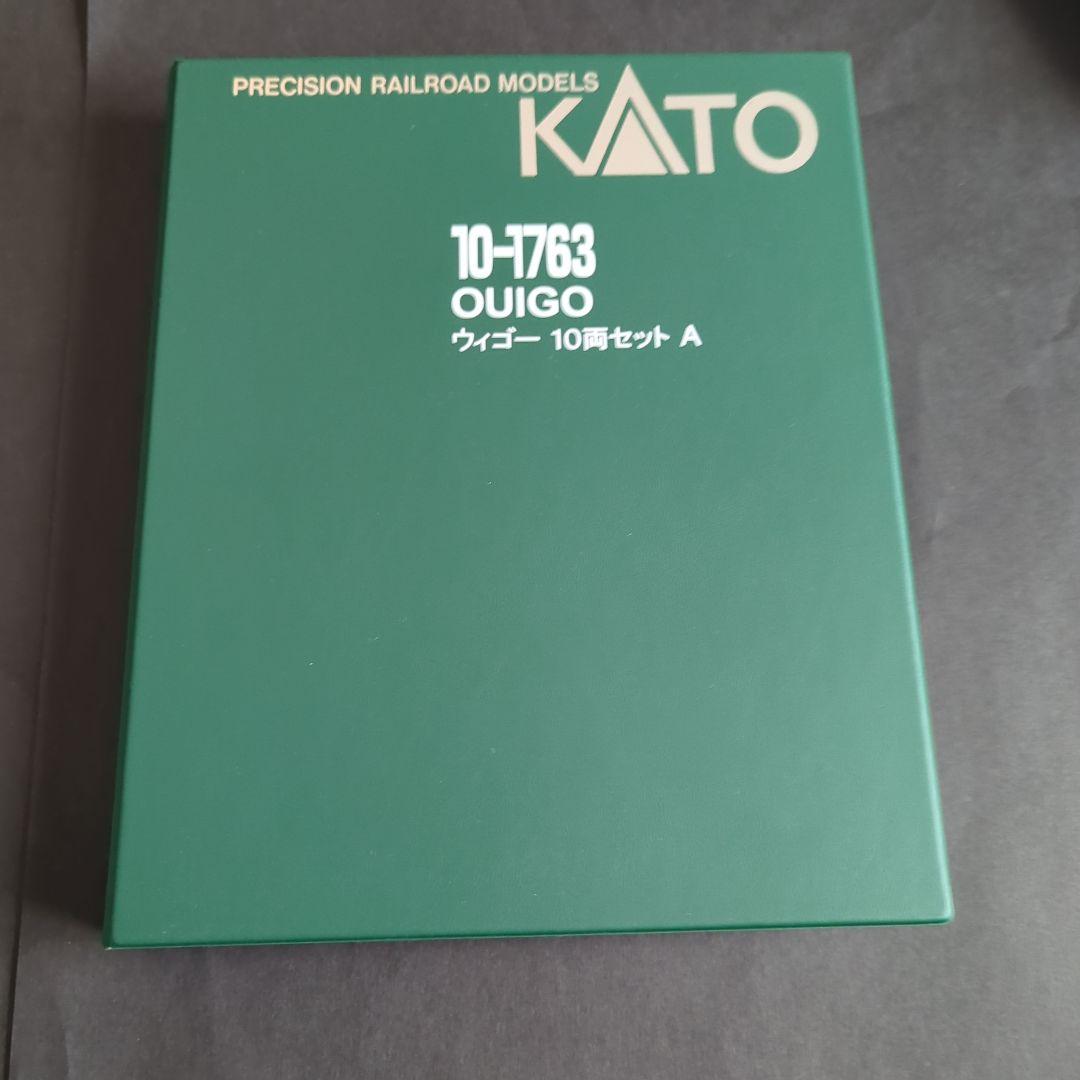 PRECISION RAILROAD MODELS
KATO
10-1763
OUIGO
ウィゴー 10両セット A